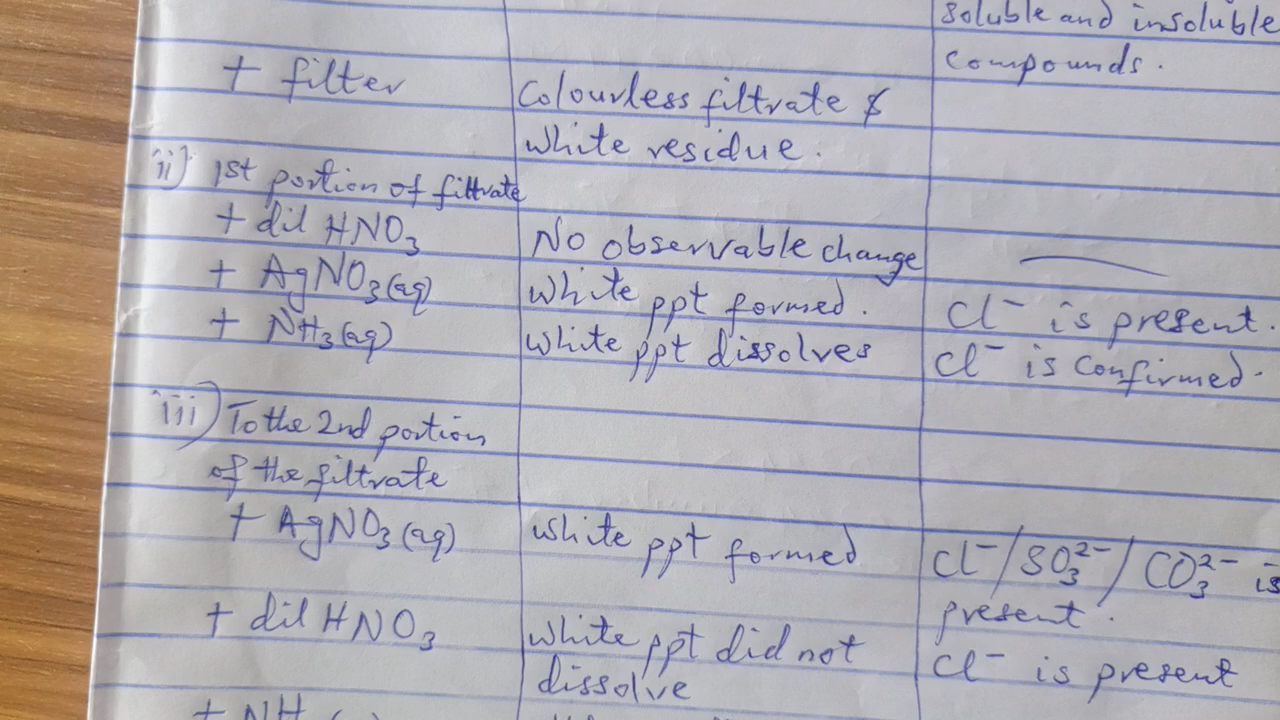 soluble and insoluble
compounds.
+ filter
Colourless filtrate &
white residue.
ii) 1st portion of filtrate
+ dil HNO₃
No observable change
+ AgNO₃(aq)
white ppt formed.
Cl⁻ is present.
+ NH₃(aq)
white ppt dissolves
Cl⁻ is confirmed.
iii) To the 2nd portion
of the filtrate
+ AgNO₃(aq)
white ppt formed
Cl⁻/SO₃²⁻/CO₃²⁻ is
present.
+ dil HNO₃
white ppt did not
dissolve
Cl⁻ is present
+ NH